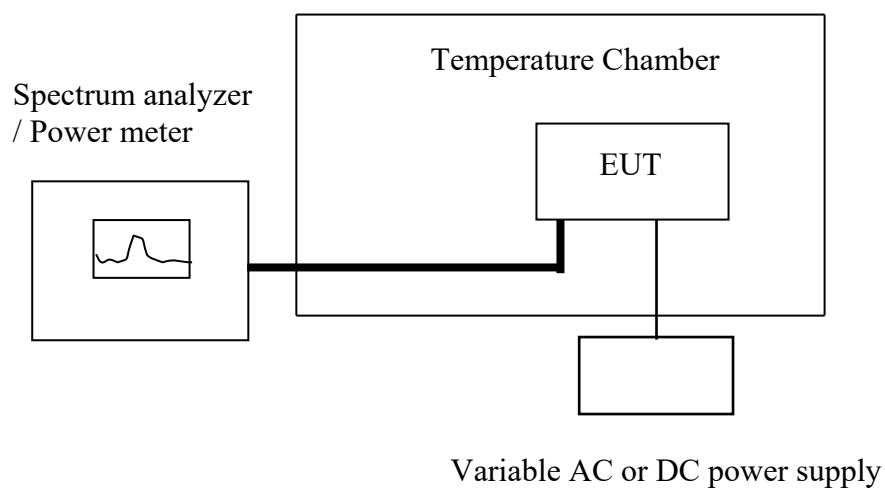 Temperature Chamber
Spectrum analyzer
/ Power meter
EUT
Variable AC or DC power supply